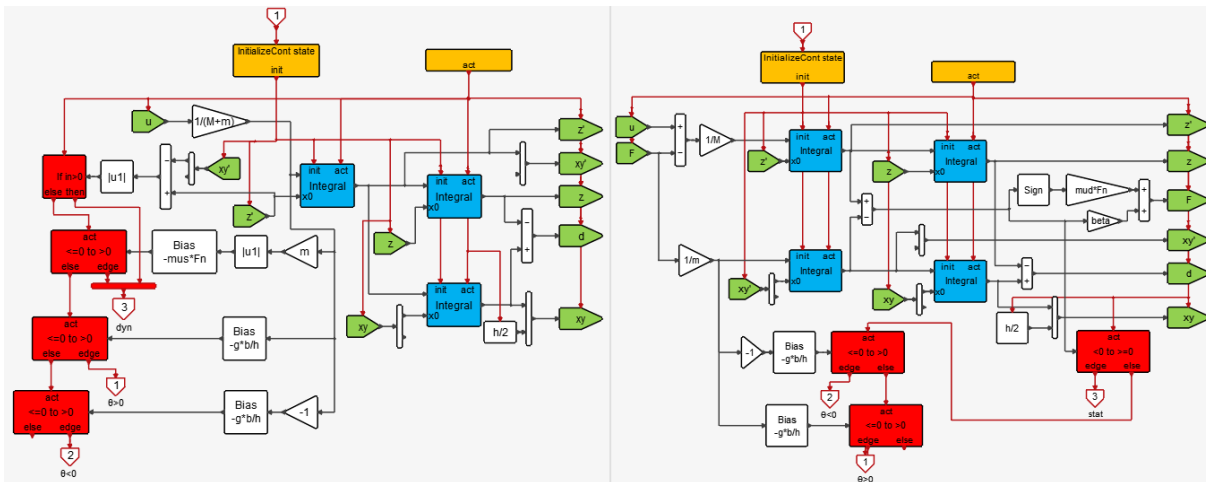 1
InitializeCont state
init
act
u
1/(M+m)
z'
xy'
If in>0
else then
|u1|
-
+
xy'
init act
Integral
x0
init act
Integral
x0
z
z'
act
<=0 to >0
else edge
Bias
-mus*Fn
|u1|
m
z
-
+
d
3
dyn
init act
Integral
x0
act
<=0 to >0
else edge
Bias
-g*b/h
xy
h/2
xy
1
θ>0
act
<=0 to >0
else edge
Bias
-g*b/h
-1
2
θ<0
1
InitializeCont state
init
act
u
F
+
-
1/M
z'
init act
Integral
x0
z
init act
Integral
x0
z'
z
+
-
Sign
mud*Fn
beta
+
+
F
1/m
xy'
init act
Integral
x0
xy
init act
Integral
x0
xy'
-
+
d
h/2
xy
-1
Bias
-g*b/h
act
<=0 to >0
edge else
act
<0 to >=0
edge else
2
θ<0
3
stat
Bias
-g*b/h
act
<=0 to >0
edge else
1
θ>0